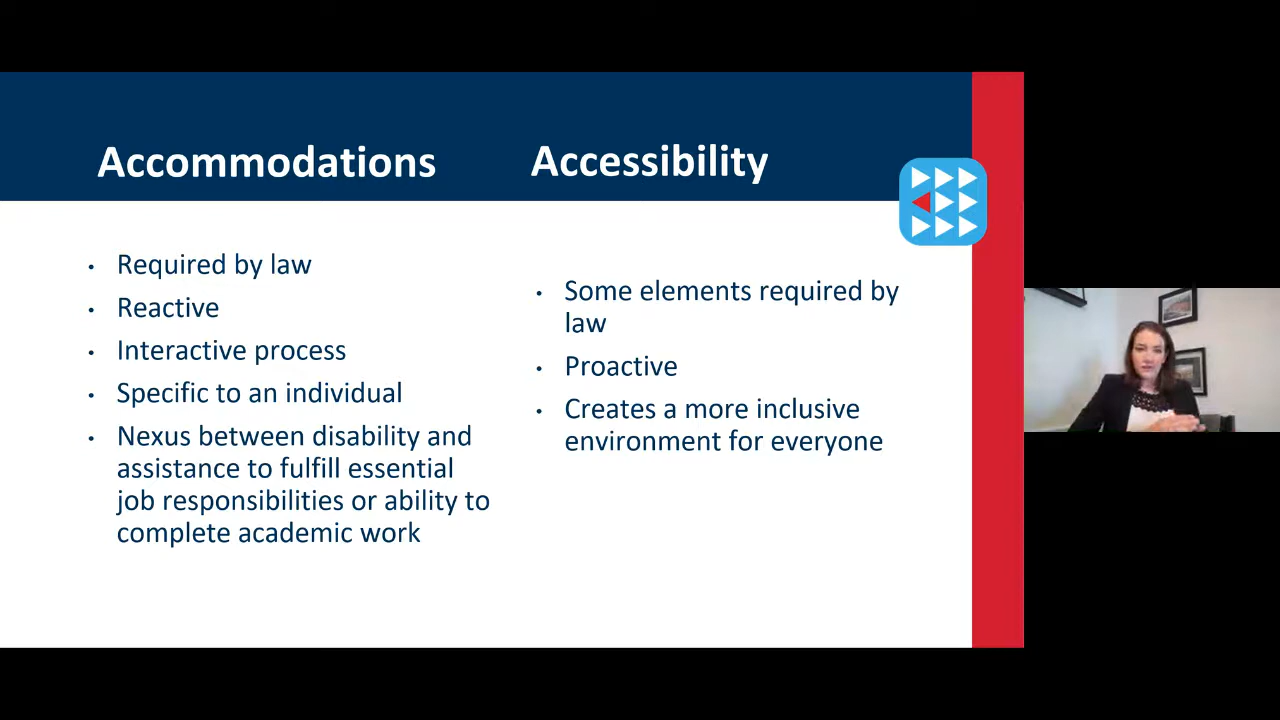 Accommodations
Accessibility
• Required by law
• Reactive
• Interactive process
• Specific to an individual
• Nexus between disability and
assistance to fulfill essential
job responsibilities or ability to
complete academic work
• Some elements required by
law
• Proactive
• Creates a more inclusive
environment for everyone